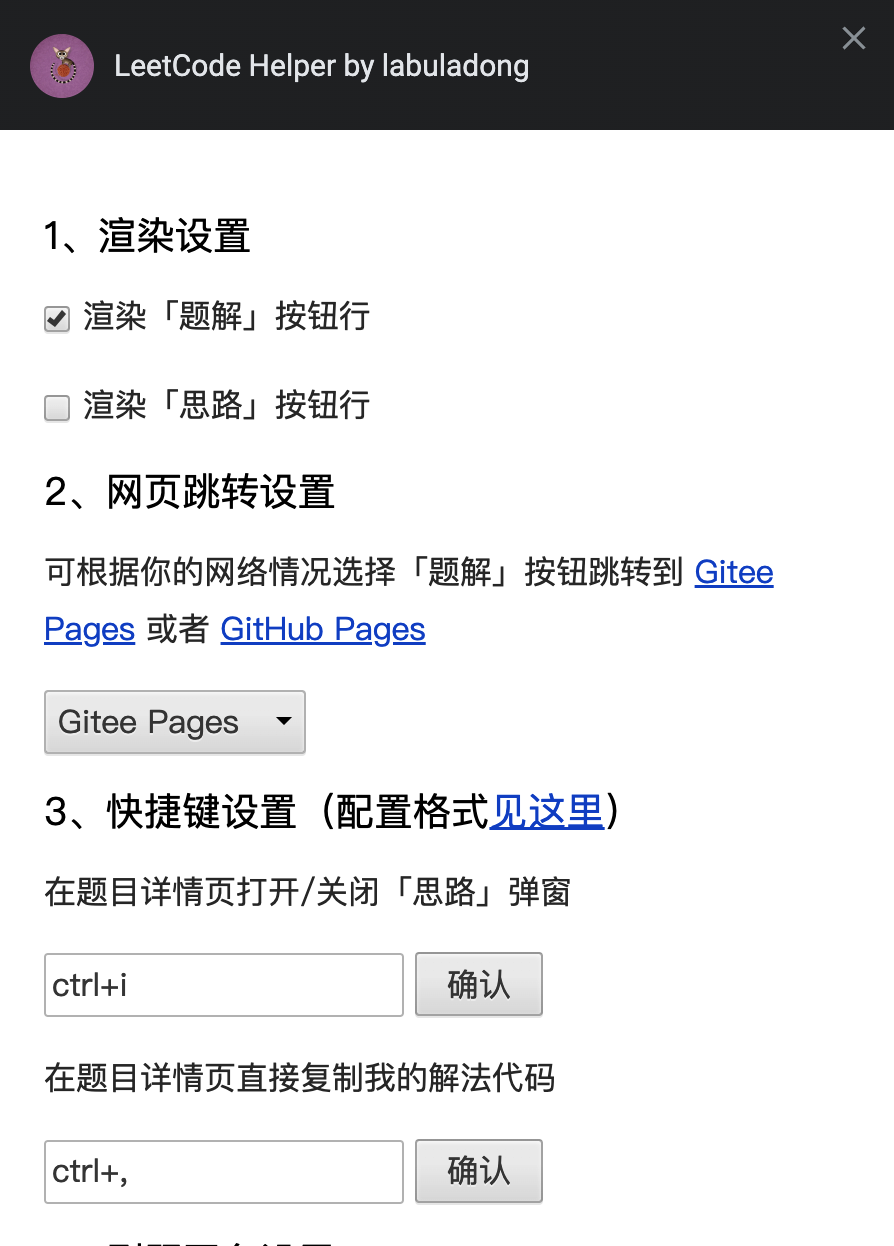 LeetCode Helper by labuladong
1、渲染设置
渲染「题解」按钮行
渲染「思路」按钮行
2、网页跳转设置
可根据你的网络情况选择「题解」按钮跳转到 Gitee
Pages 或者 GitHub Pages
Gitee Pages
3、快捷键设置（配置格式见这里）
在题目详情页打开/关闭「思路」弹窗
ctrl+i 确认
在题目详情页直接复制我的解法代码
ctrl+, 确认